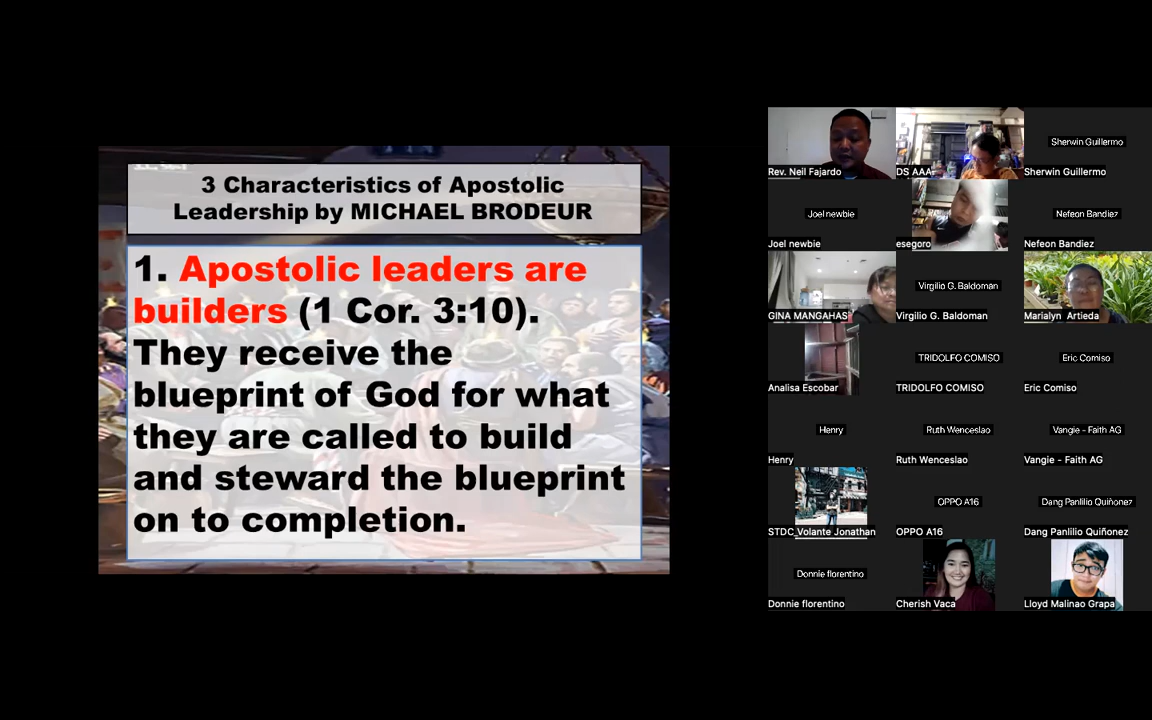 3 Characteristics of Apostolic
Leadership by MICHAEL BRODEUR
1. Apostolic leaders are
builders (1 Cor. 3:10).
They receive the
blueprint of God for what
they are called to build
and steward the blueprint
on to completion.
Rev. Neil Fajardo
DS AAA
Sherwin Guillermo
Sherwin Guillermo
Joel newbie
Joel newbie
esegoro
Nefeon Bandiez
Nefeon Bandiez
GINA MANGAHAS
Virgilio G. Baldoman
Virgilio G. Baldoman
Marialyn Artieda
Analisa Escobar
TRIDOLFO COMISO
TRIDOLFO COMISO
Eric Comiso
Eric Comiso
Henry
Henry
Ruth Wenceslao
Ruth Wenceslao
Vangie - Faith AG
Vangie - Faith AG
STDC_Volante Jonathan
OPPO A16
OPPO A16
Dang Panlilio Quiñonez
Dang Panlilio Quiñonez
Donnie florentino
Donnie florentino
Cherish Vaca
Lloyd Malinao Grapa